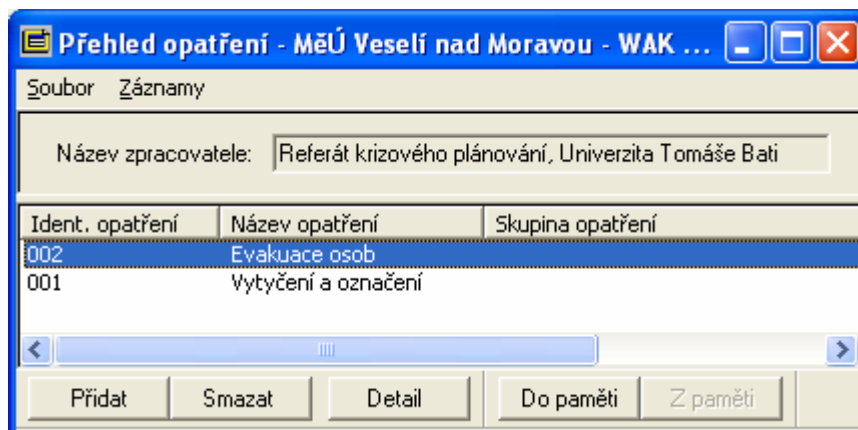 Přehled opatření - MěÚ Veselí nad Moravou - WAK ...
Soubor Záznamy
Název zpracovatele: Referát krizového plánování, Univerzita Tomáše Bati
Ident. opatření Název opatření Skupina opatření
002 Evakuace osob
001 Vytyčení a označení
Přidat Smazat Detail Do paměti Z paměti